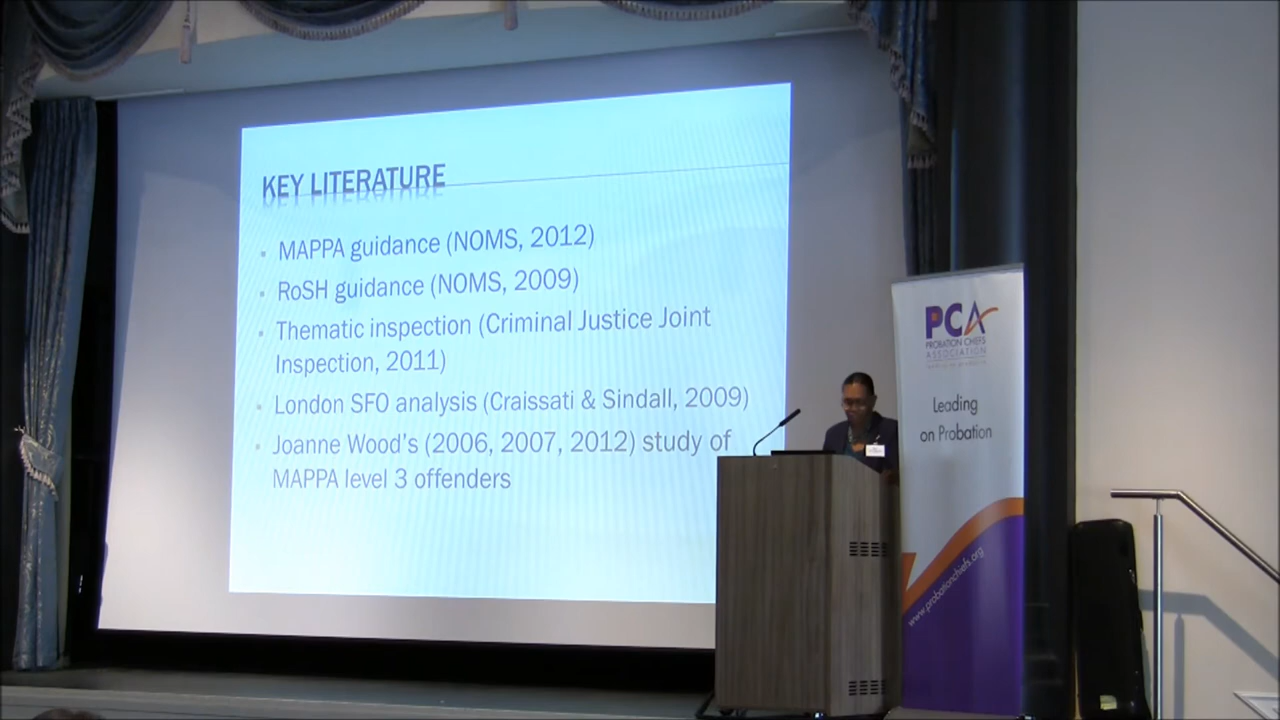 KEY LITERATURE
▪ MAPPA guidance (NOMS, 2012)
▪ RoSH guidance (NOMS, 2009)
▪ Thematic inspection (Criminal Justice Joint
Inspection, 2011)
▪ London SFO analysis (Craissati & Sindall, 2009)
▪ Joanne Wood's (2006, 2007, 2012) study of
MAPPA level 3 offenders
PCA
PROBATION CHIEFS
ASSOCIATION
Leading
on Probation
www.probationchiefs.org